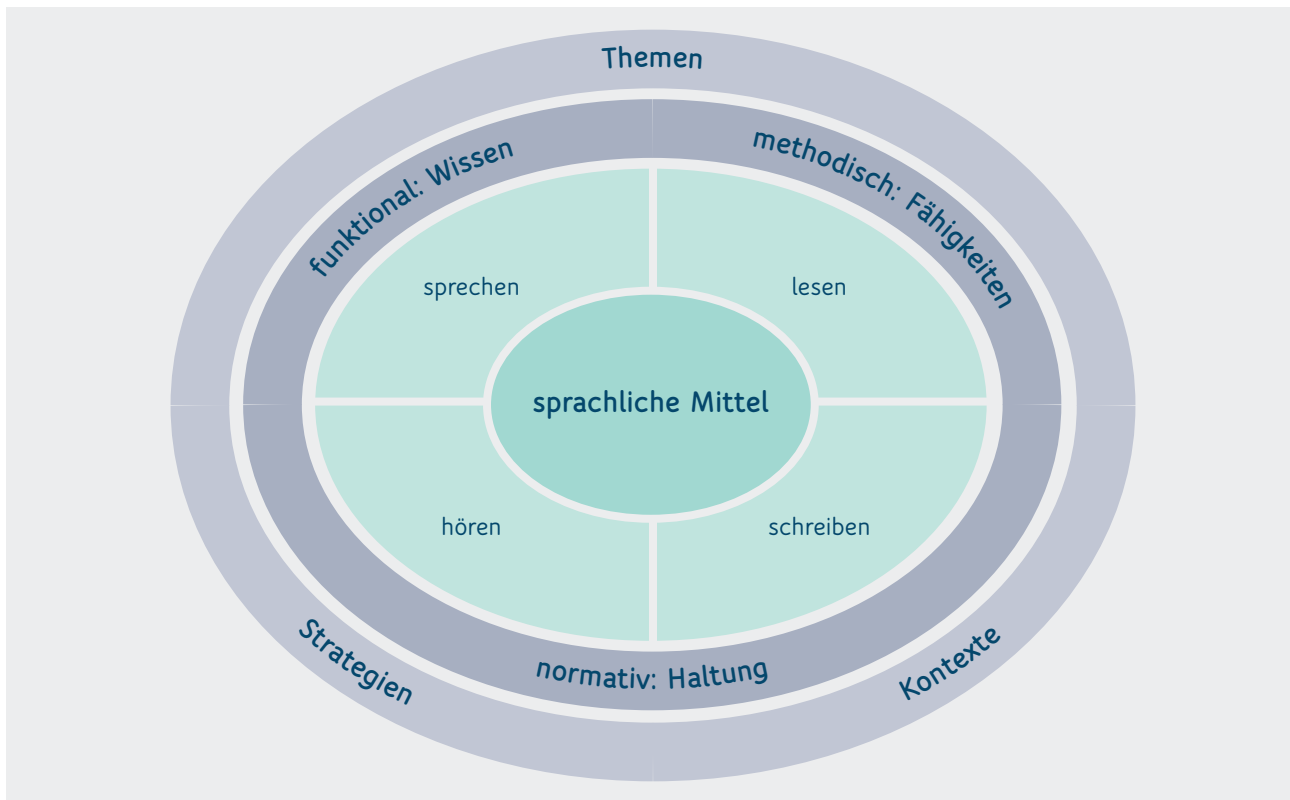 Themen
funktional: Wissen
methodisch: Fähigkeiten
sprechen
lesen
sprachliche Mittel
hören
schreiben
Strategien
normativ: Haltung
Kontexte